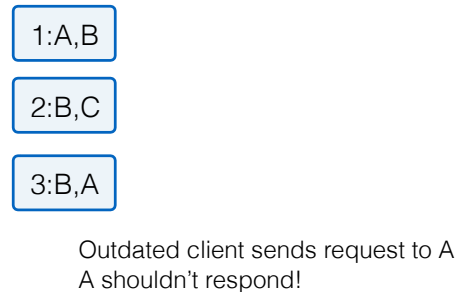 1:A,B
2:B,C
3:B,A
Outdated client sends request to A
A shouldn't respond!